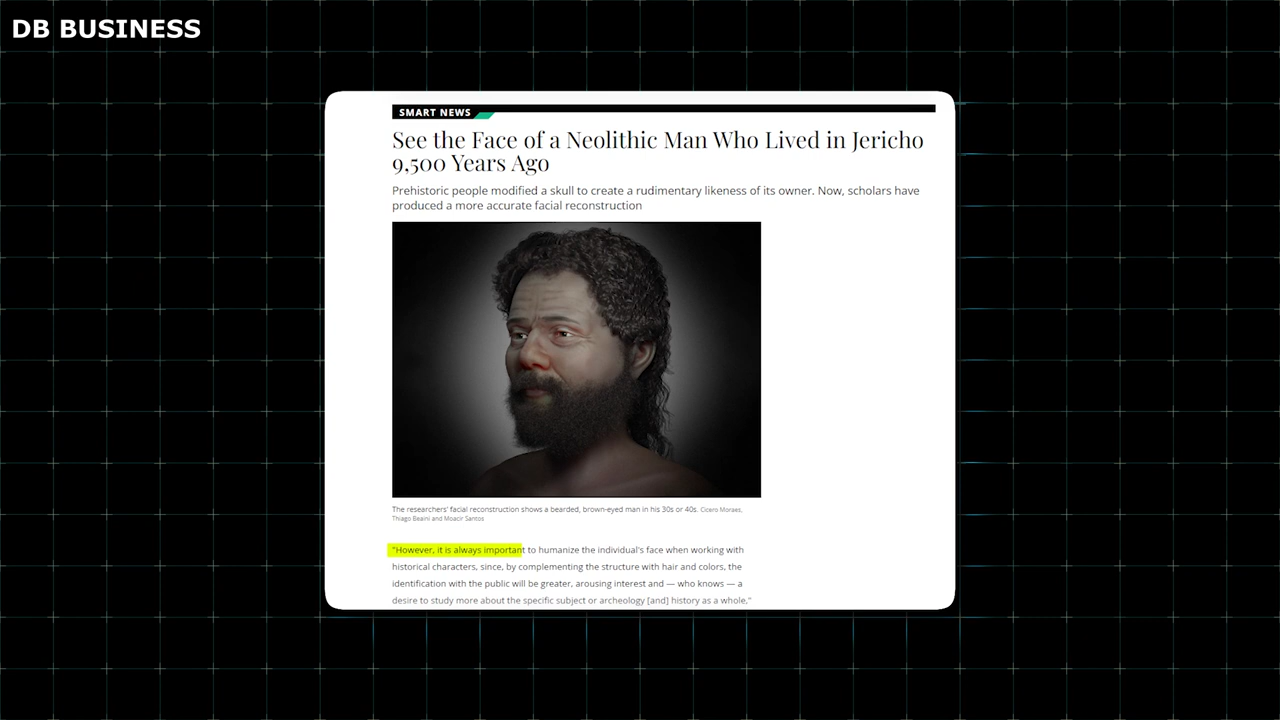 DB BUSINESS
SMART NEWS
See the Face of a Neolithic Man Who Lived in Jericho
9,500 Years Ago
Prehistoric people modified a skull to create a rudimentary likeness of its owner. Now, scholars have
produced a more accurate facial reconstruction
The researchers' facial reconstruction shows a bearded, brown-eyed man in his 30s or 40s. Cicero Moraes,
Thiago Beaini and Moacir Santos
"However, it is always important to humanize the individual's face when working with
historical characters, since, by complementing the structure with hair and colors, the
identification with the public will be greater, arousing interest and — who knows — a
desire to study more about the specific subject or archeology [and] history as a whole,"